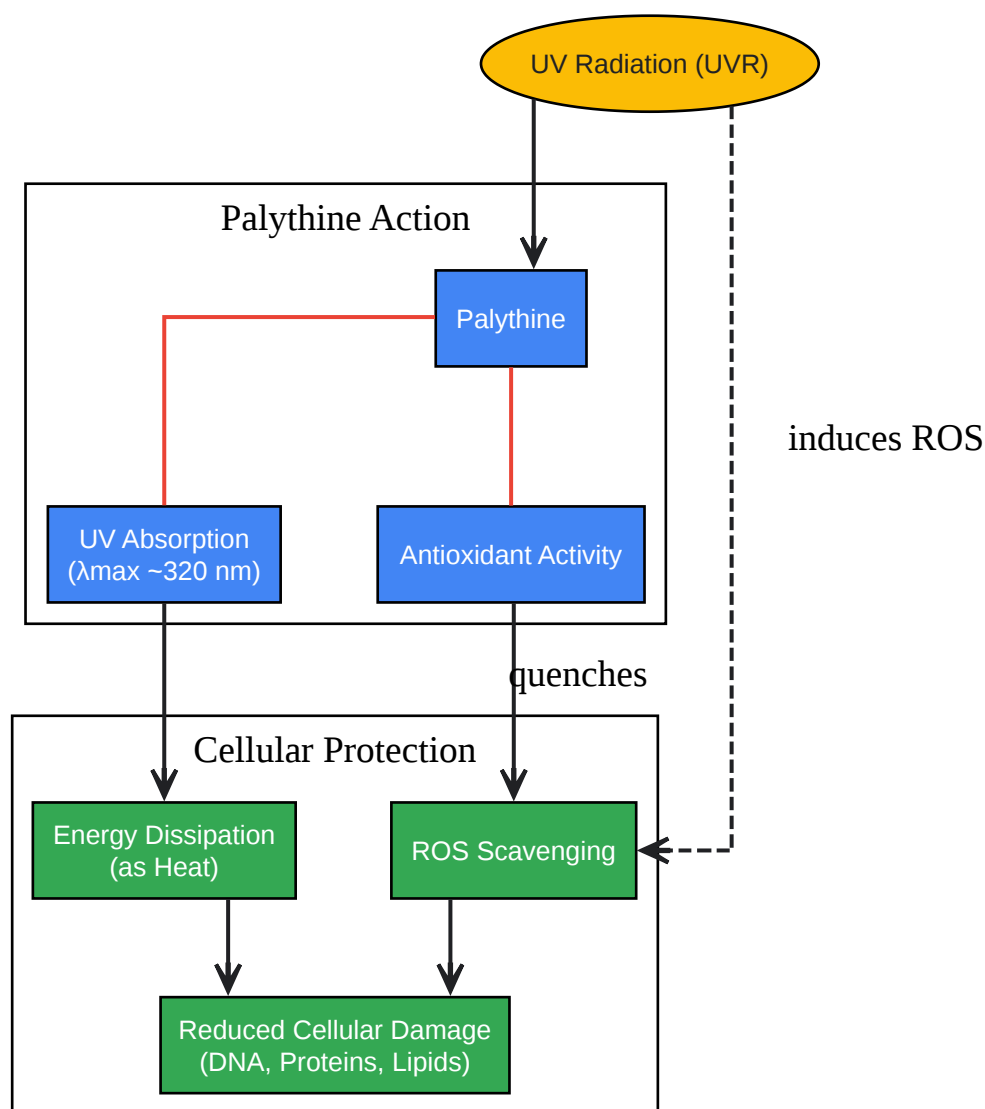 UV Radiation (UVR)
Palythine Action
Palythine
induces ROS
UV Absorption
(λmax ~320 nm)
Antioxidant Activity
quenches
Cellular Protection
Energy Dissipation
(as Heat)
ROS Scavenging
Reduced Cellular Damage
(DNA, Proteins, Lipids)